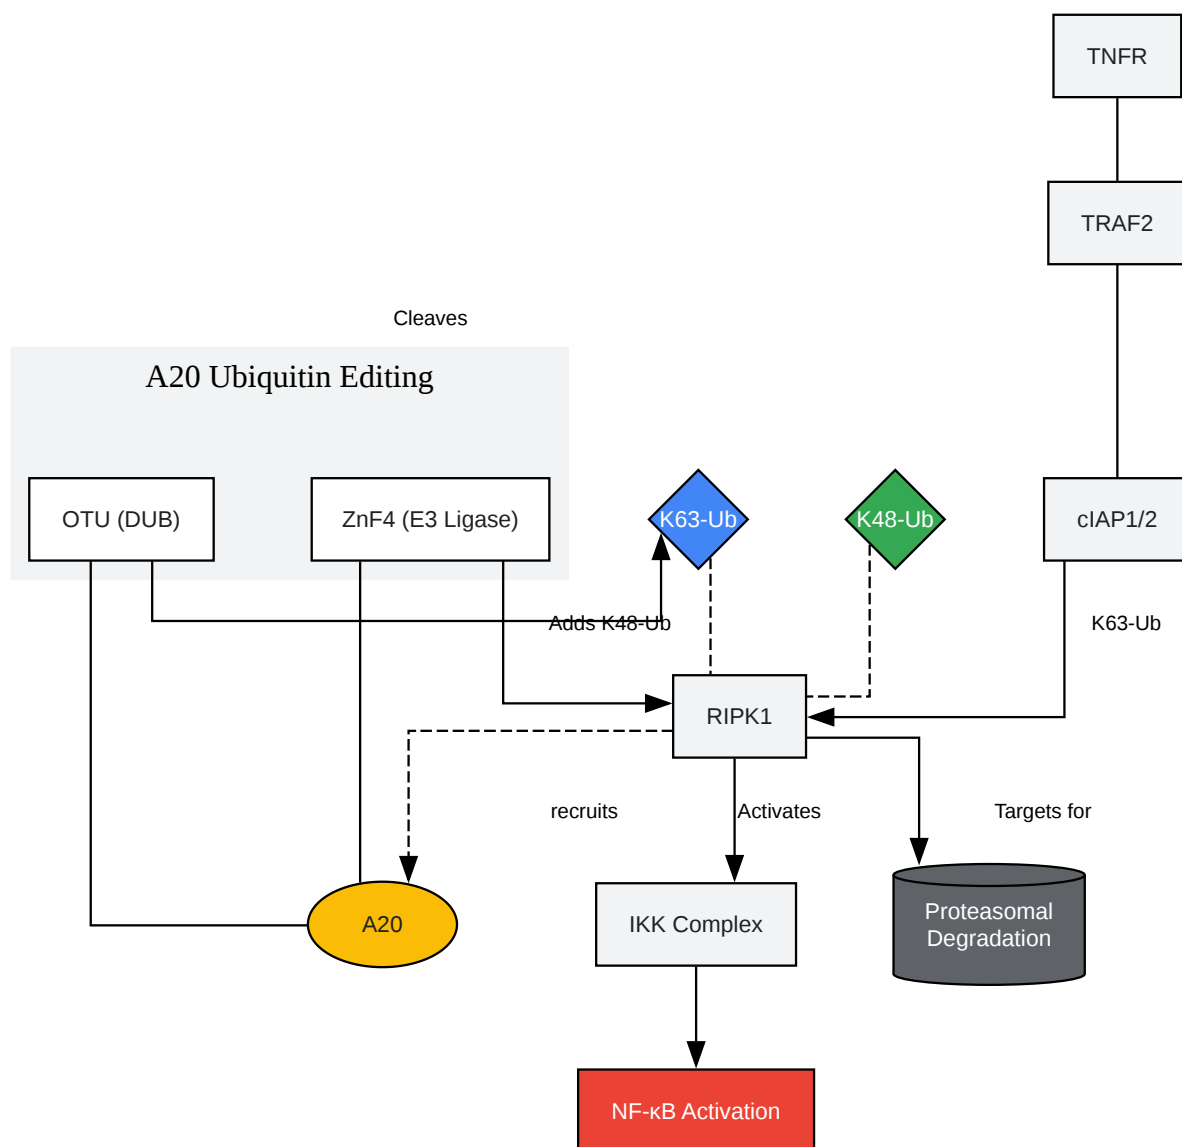 TNFR
TRAF2
Cleaves
A20 Ubiquitin Editing
OTU (DUB)
ZnF4 (E3 Ligase)
K63-Ub
K48-Ub
cIAP1/2
Adds K48-Ub
K63-Ub
RIPK1
recruits
Activates
Targets for
A20
IKK Complex
Proteasomal
Degradation
NF-κB Activation